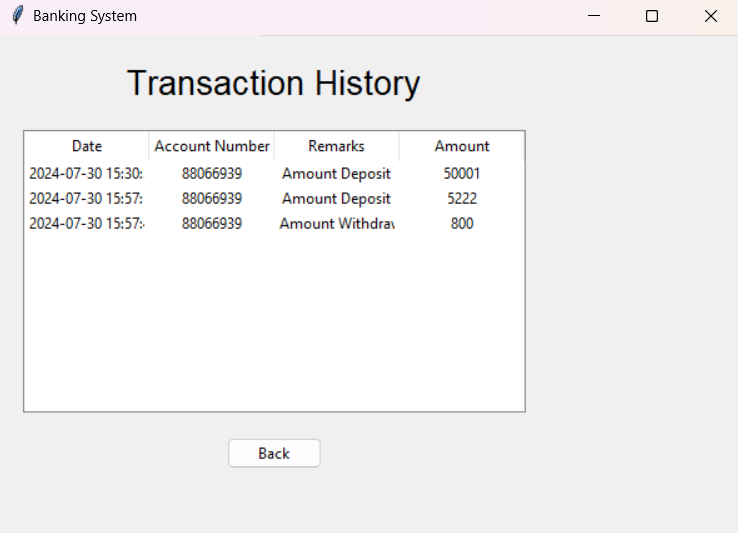 Banking System
Transaction History
Date Account Number Remarks Amount
2024-07-30 15:30: 88066939 Amount Deposit 50001
2024-07-30 15:57: 88066939 Amount Deposit 5222
2024-07-30 15:57: 88066939 Amount Withdra 800
Back